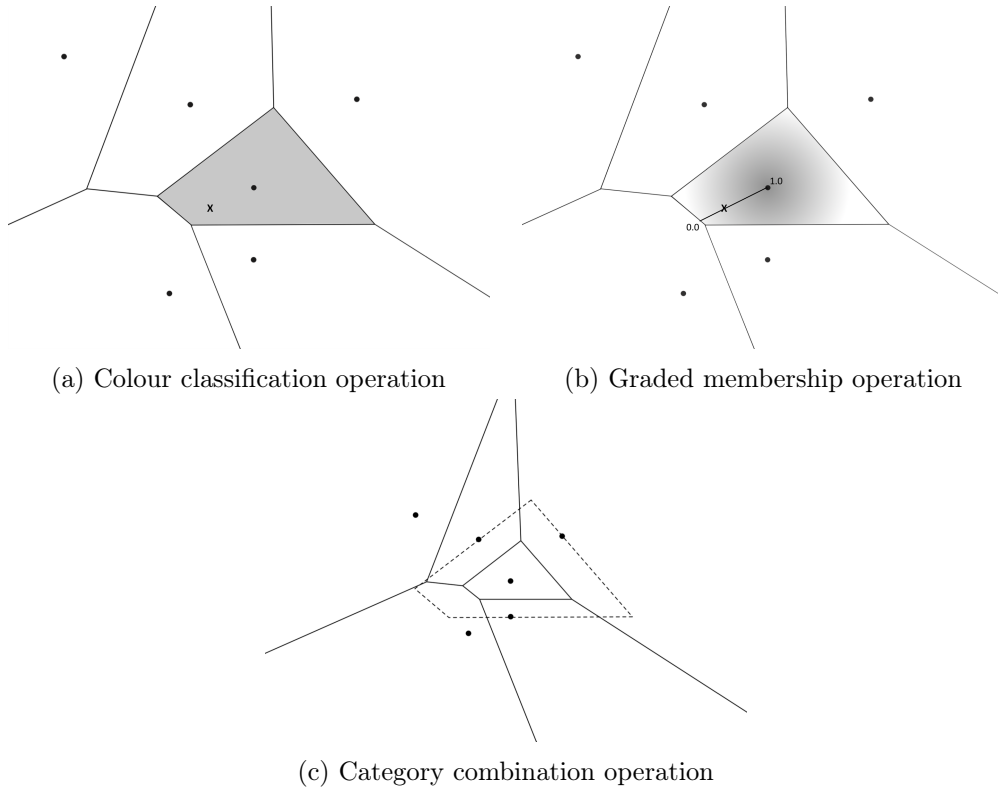 X
(a) Colour classification operation
1.0
X
0.0
(b) Graded membership operation
(c) Category combination operation